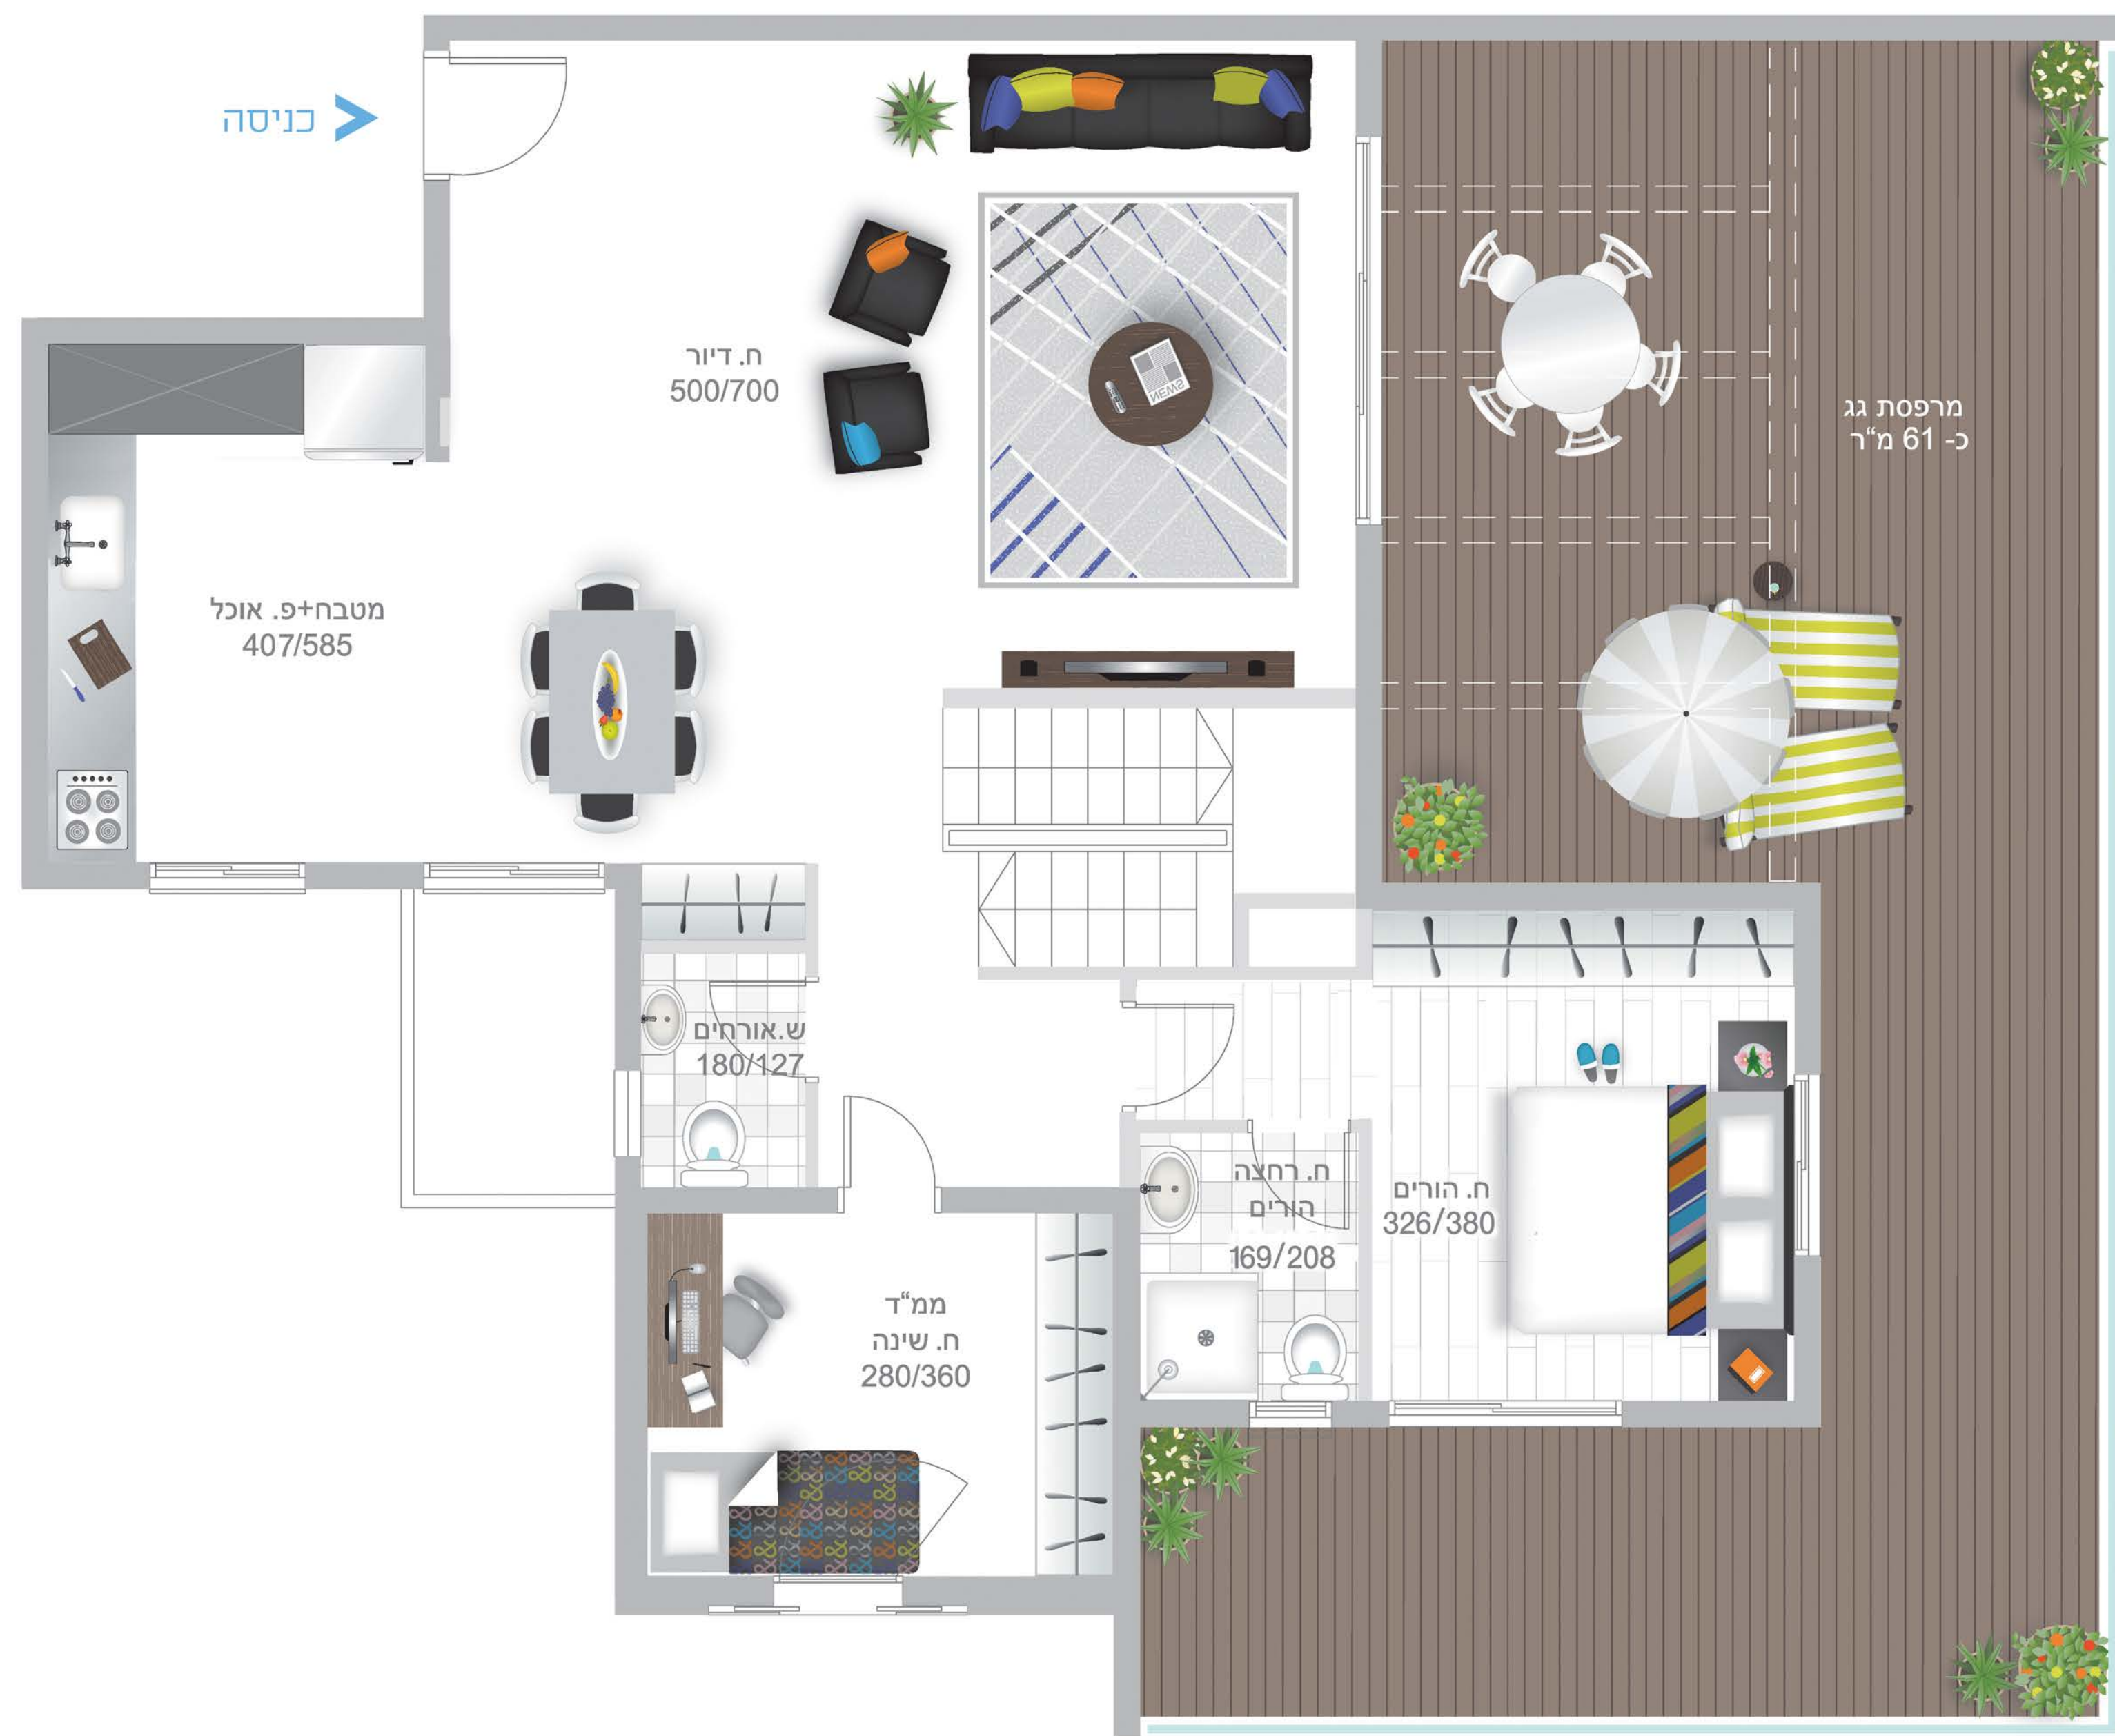 כניסה
ח. דיור
500/700
NEWS
מרפסת גג
כ- 61 מ"ר
מטבח+פ. אוכל
407/585
ש.אורחים
180/127
ח. רחצה
הורים
169/208
ח. הורים
326/380
ממ"ד
ח. שינה
280/360